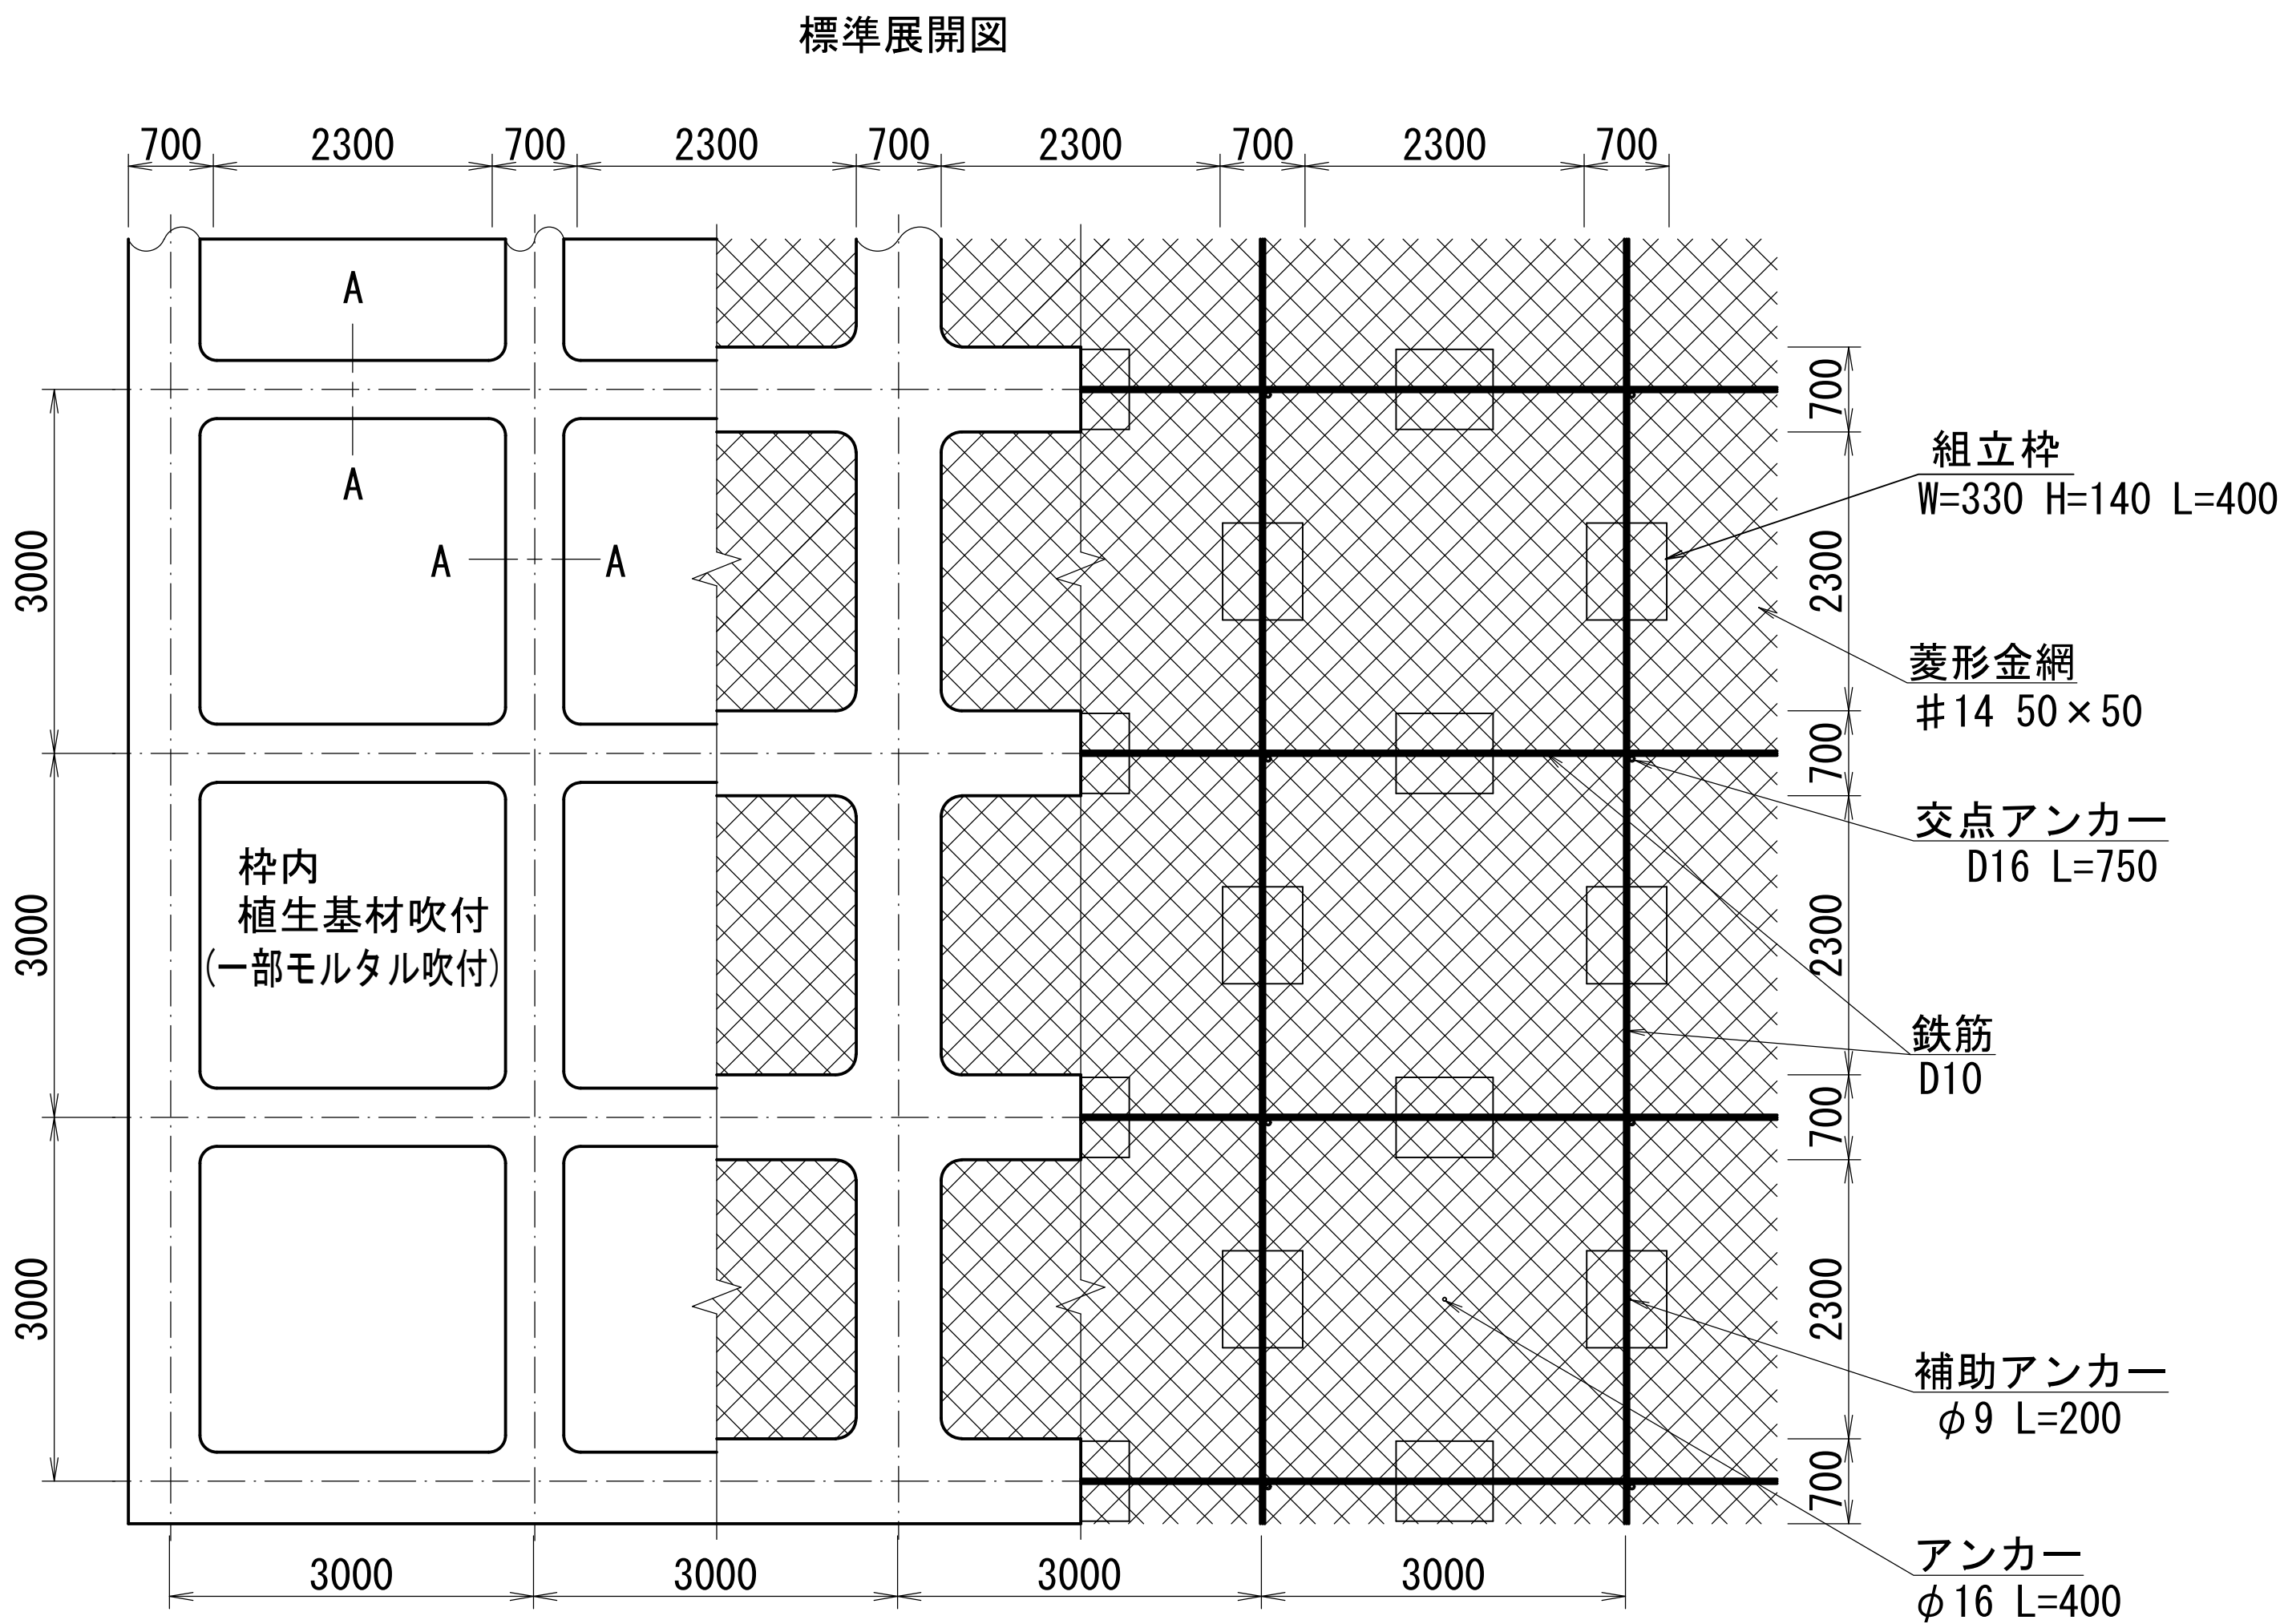 標準展開図
700 2300 700 2300 700 2300 700 2300 700
A
A
A A
3000
3000
3000
700
2300
700
2300
700
2300
700
組立枠
W=330 H=140 L=400
菱形金網
♯14 50×50
交点アンカー
D16 L=750
枠内
植生基材吹付
(一部モルタル吹付)
鉄筋
D10
補助アンカー
φ9 L=200
アンカー
φ16 L=400
3000 3000 3000 3000